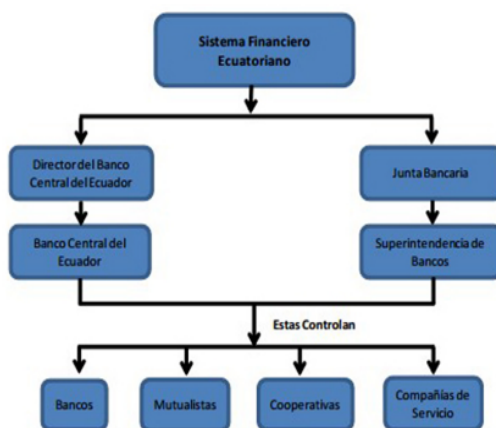 Sistema Financiero
Ecuatoriano
Director del Banco
Central del Ecuador
Junta Bancaria
Banco Central del
Ecuador
Superintendencia de
Bancos
Estas Controlan
Bancos
Mutualistas
Cooperativas
Compañías de
Servicio